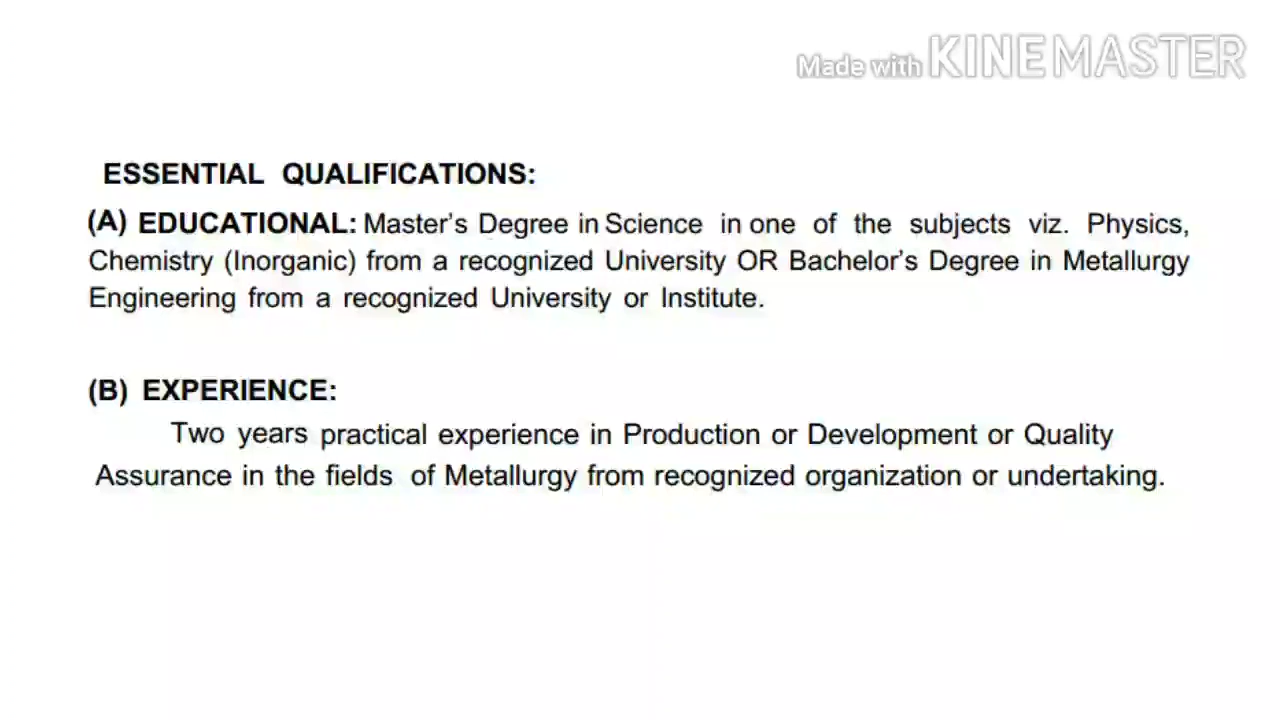 Made with KINEMASTER
ESSENTIAL QUALIFICATIONS:
(A) EDUCATIONAL: Master's Degree in Science in one of the subjects viz. Physics,
Chemistry (Inorganic) from a recognized University OR Bachelor's Degree in Metallurgy
Engineering from a recognized University or Institute.
(B) EXPERIENCE:
Two years practical experience in Production or Development or Quality
Assurance in the fields of Metallurgy from recognized organization or undertaking.